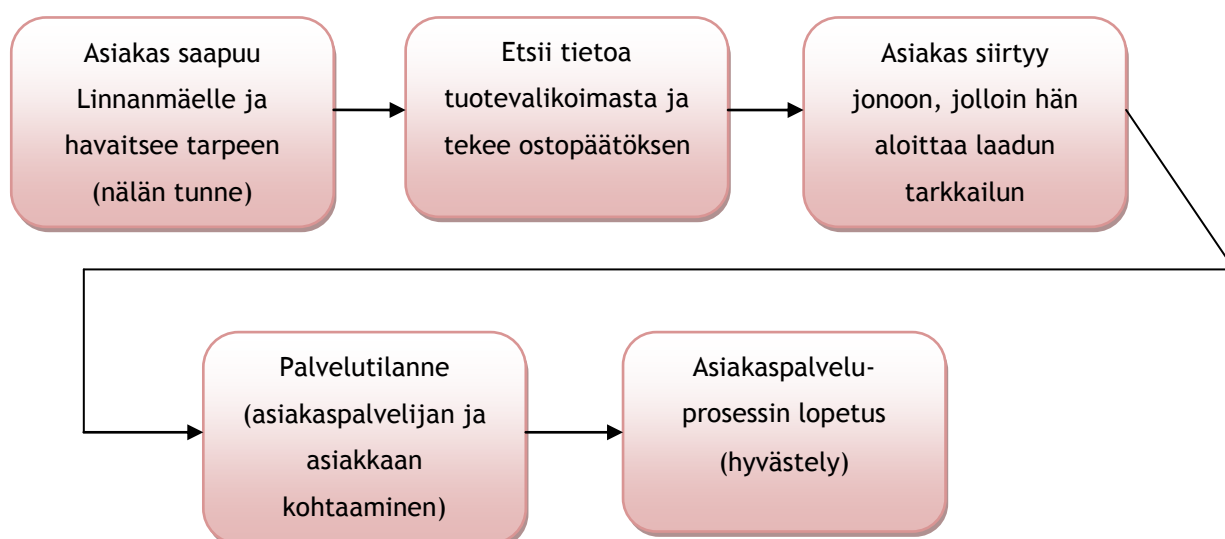 Asiakas saapuu
Linnanmäelle ja
havaitsee tarpeen
(nälän tunne)
Etsii tietoa
tuotevalikoimasta ja
tekee ostopäätöksen
Asiakas siirtyy
jonoon, jolloin hän
aloittaa laadun
tarkkailun
Palvelutilanne
(asiakaspalvelijan ja
asiakkaan
kohtaaminen)
Asiakaspalvelu-
prosessin lopetus
(hyvästely)